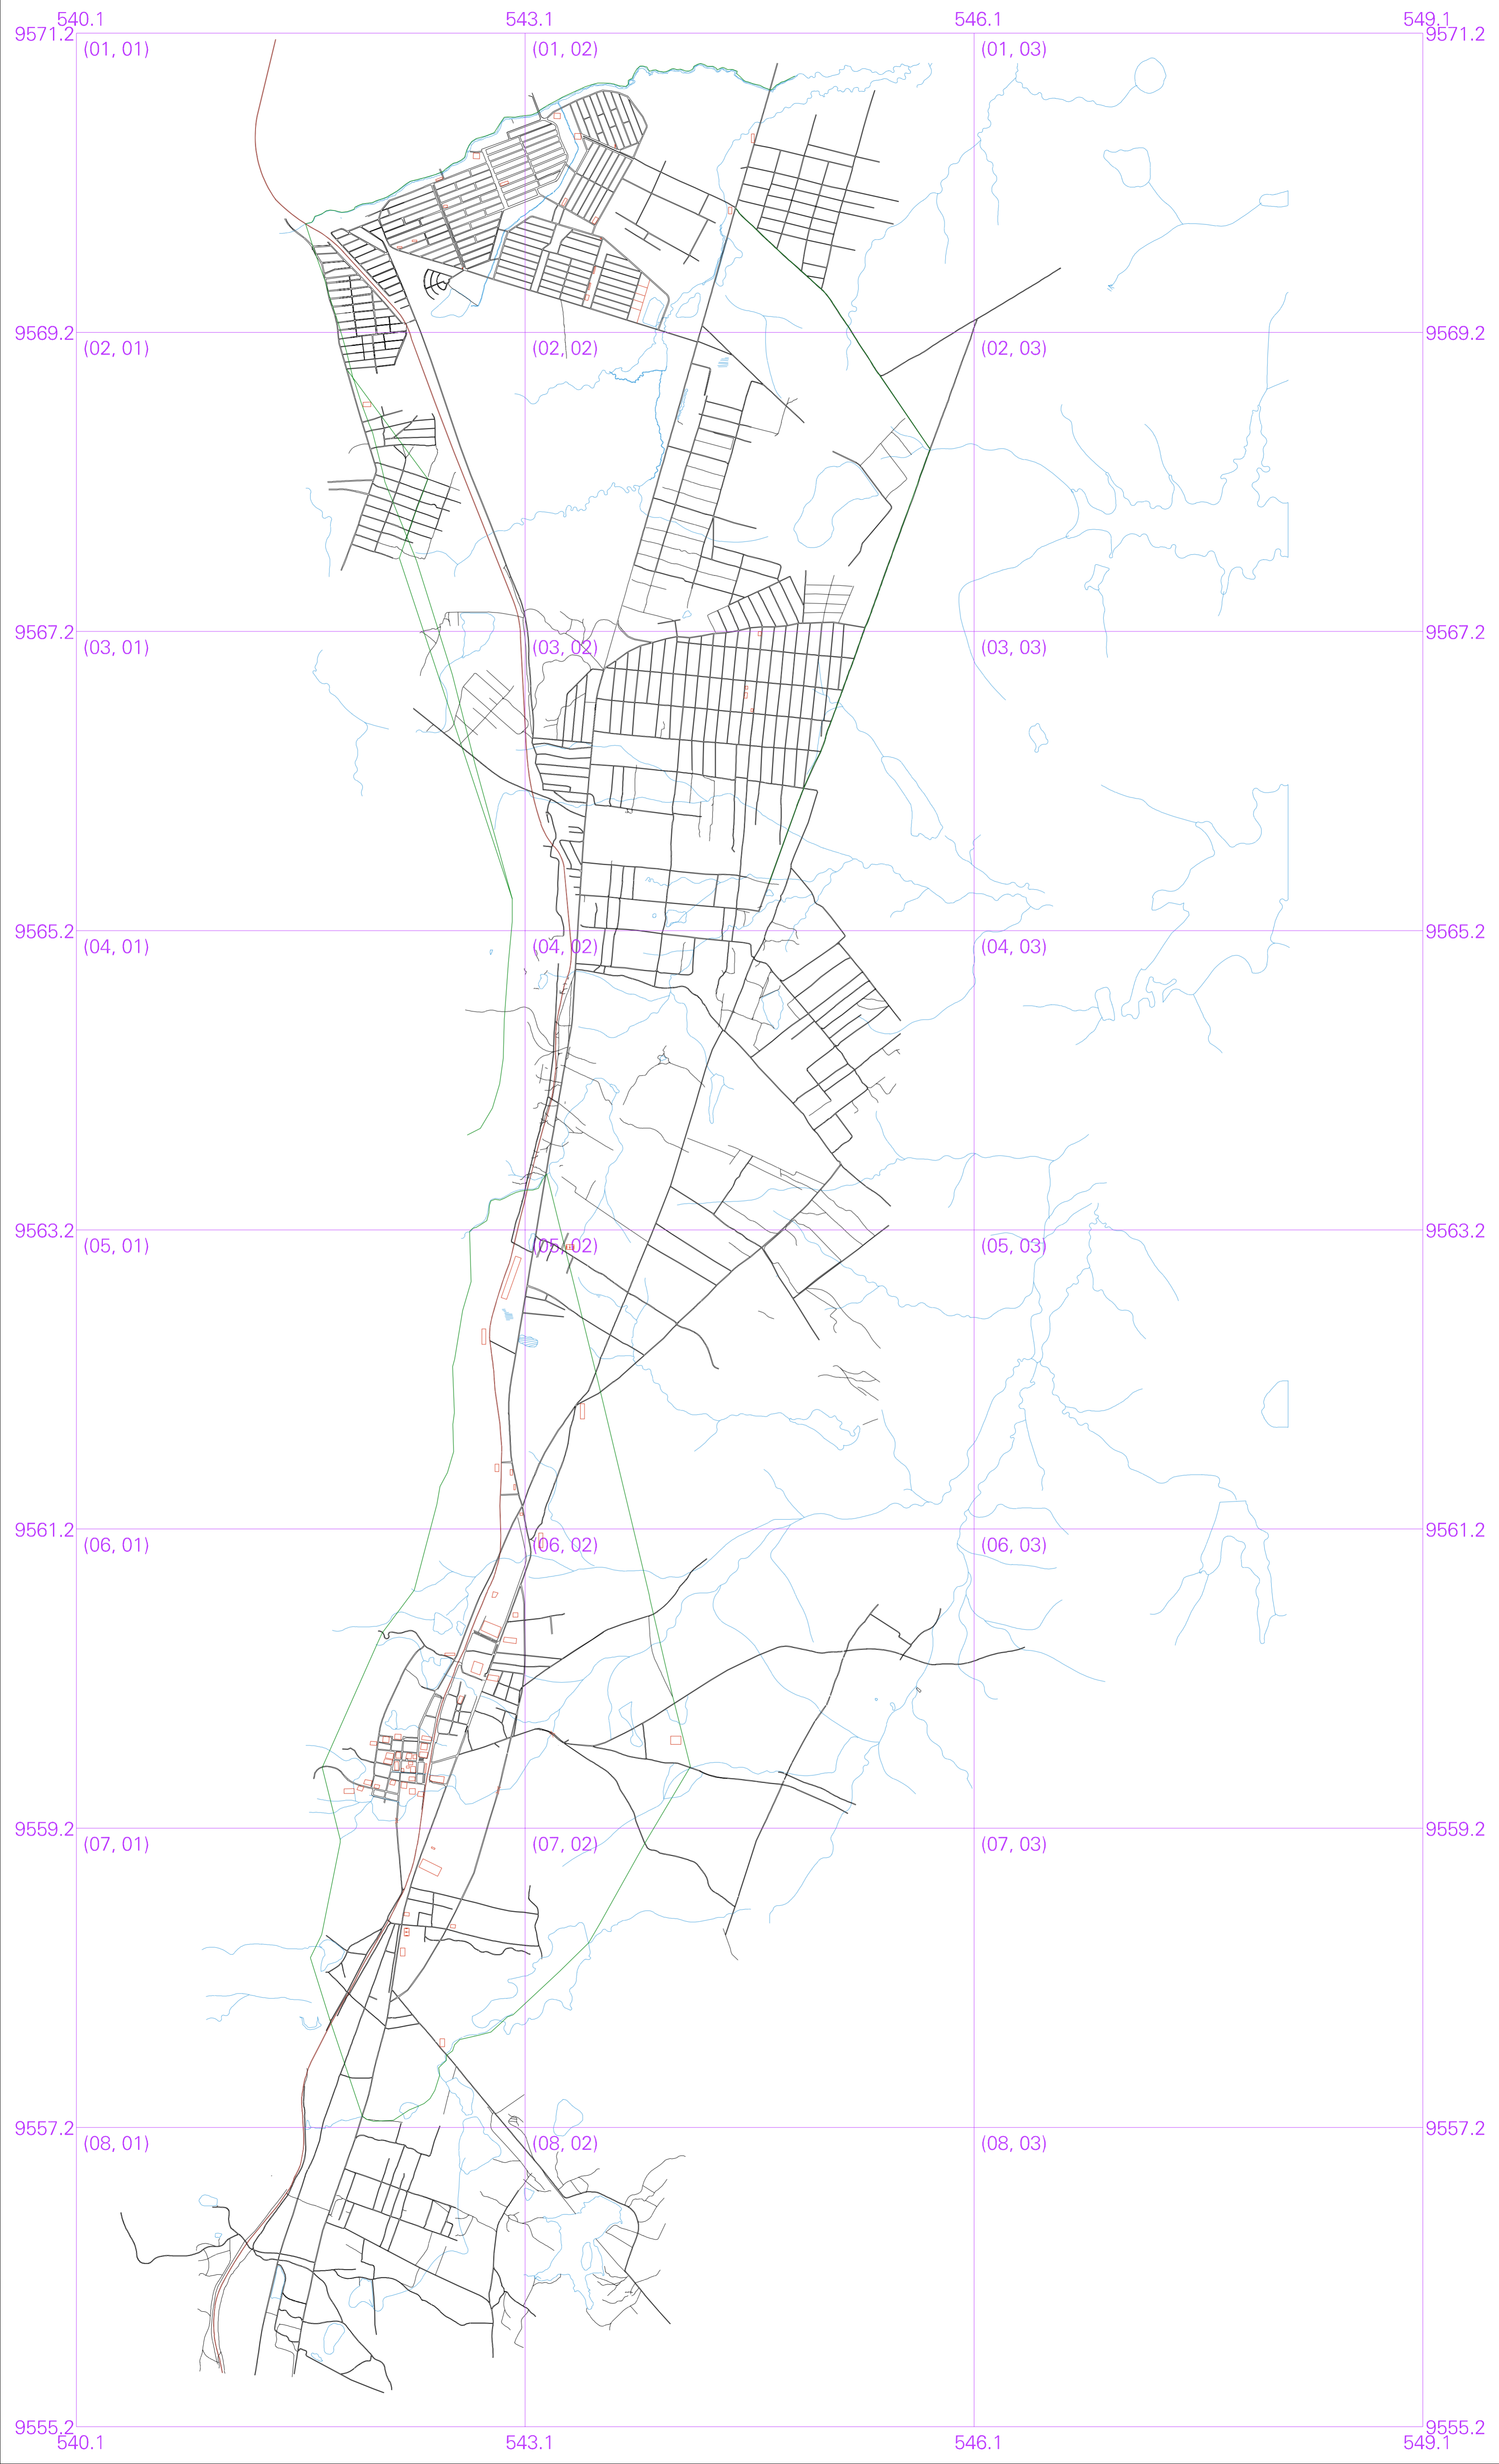 540.1 543.1 546.1 549.1
9571.2 9571.2
(01, 01) (01, 02) (01, 03)
9569.2 9569.2
(02, 01) (02, 02) (02, 03)
9567.2 9567.2
(03, 01) (03, 02) (03, 03)
9565.2 9565.2
(04, 01) (04, 02) (04, 03)
9563.2 9563.2
(05, 01) (05, 02) (05, 03)
9561.2 9561.2
(06, 01) (06, 02) (06, 03)
9559.2 9559.2
(07, 01) (07, 02) (07, 03)
9557.2 9557.2
(08, 01) (08, 02) (08, 03)
9555.2 9555.2
540.1 543.1 546.1 549.1